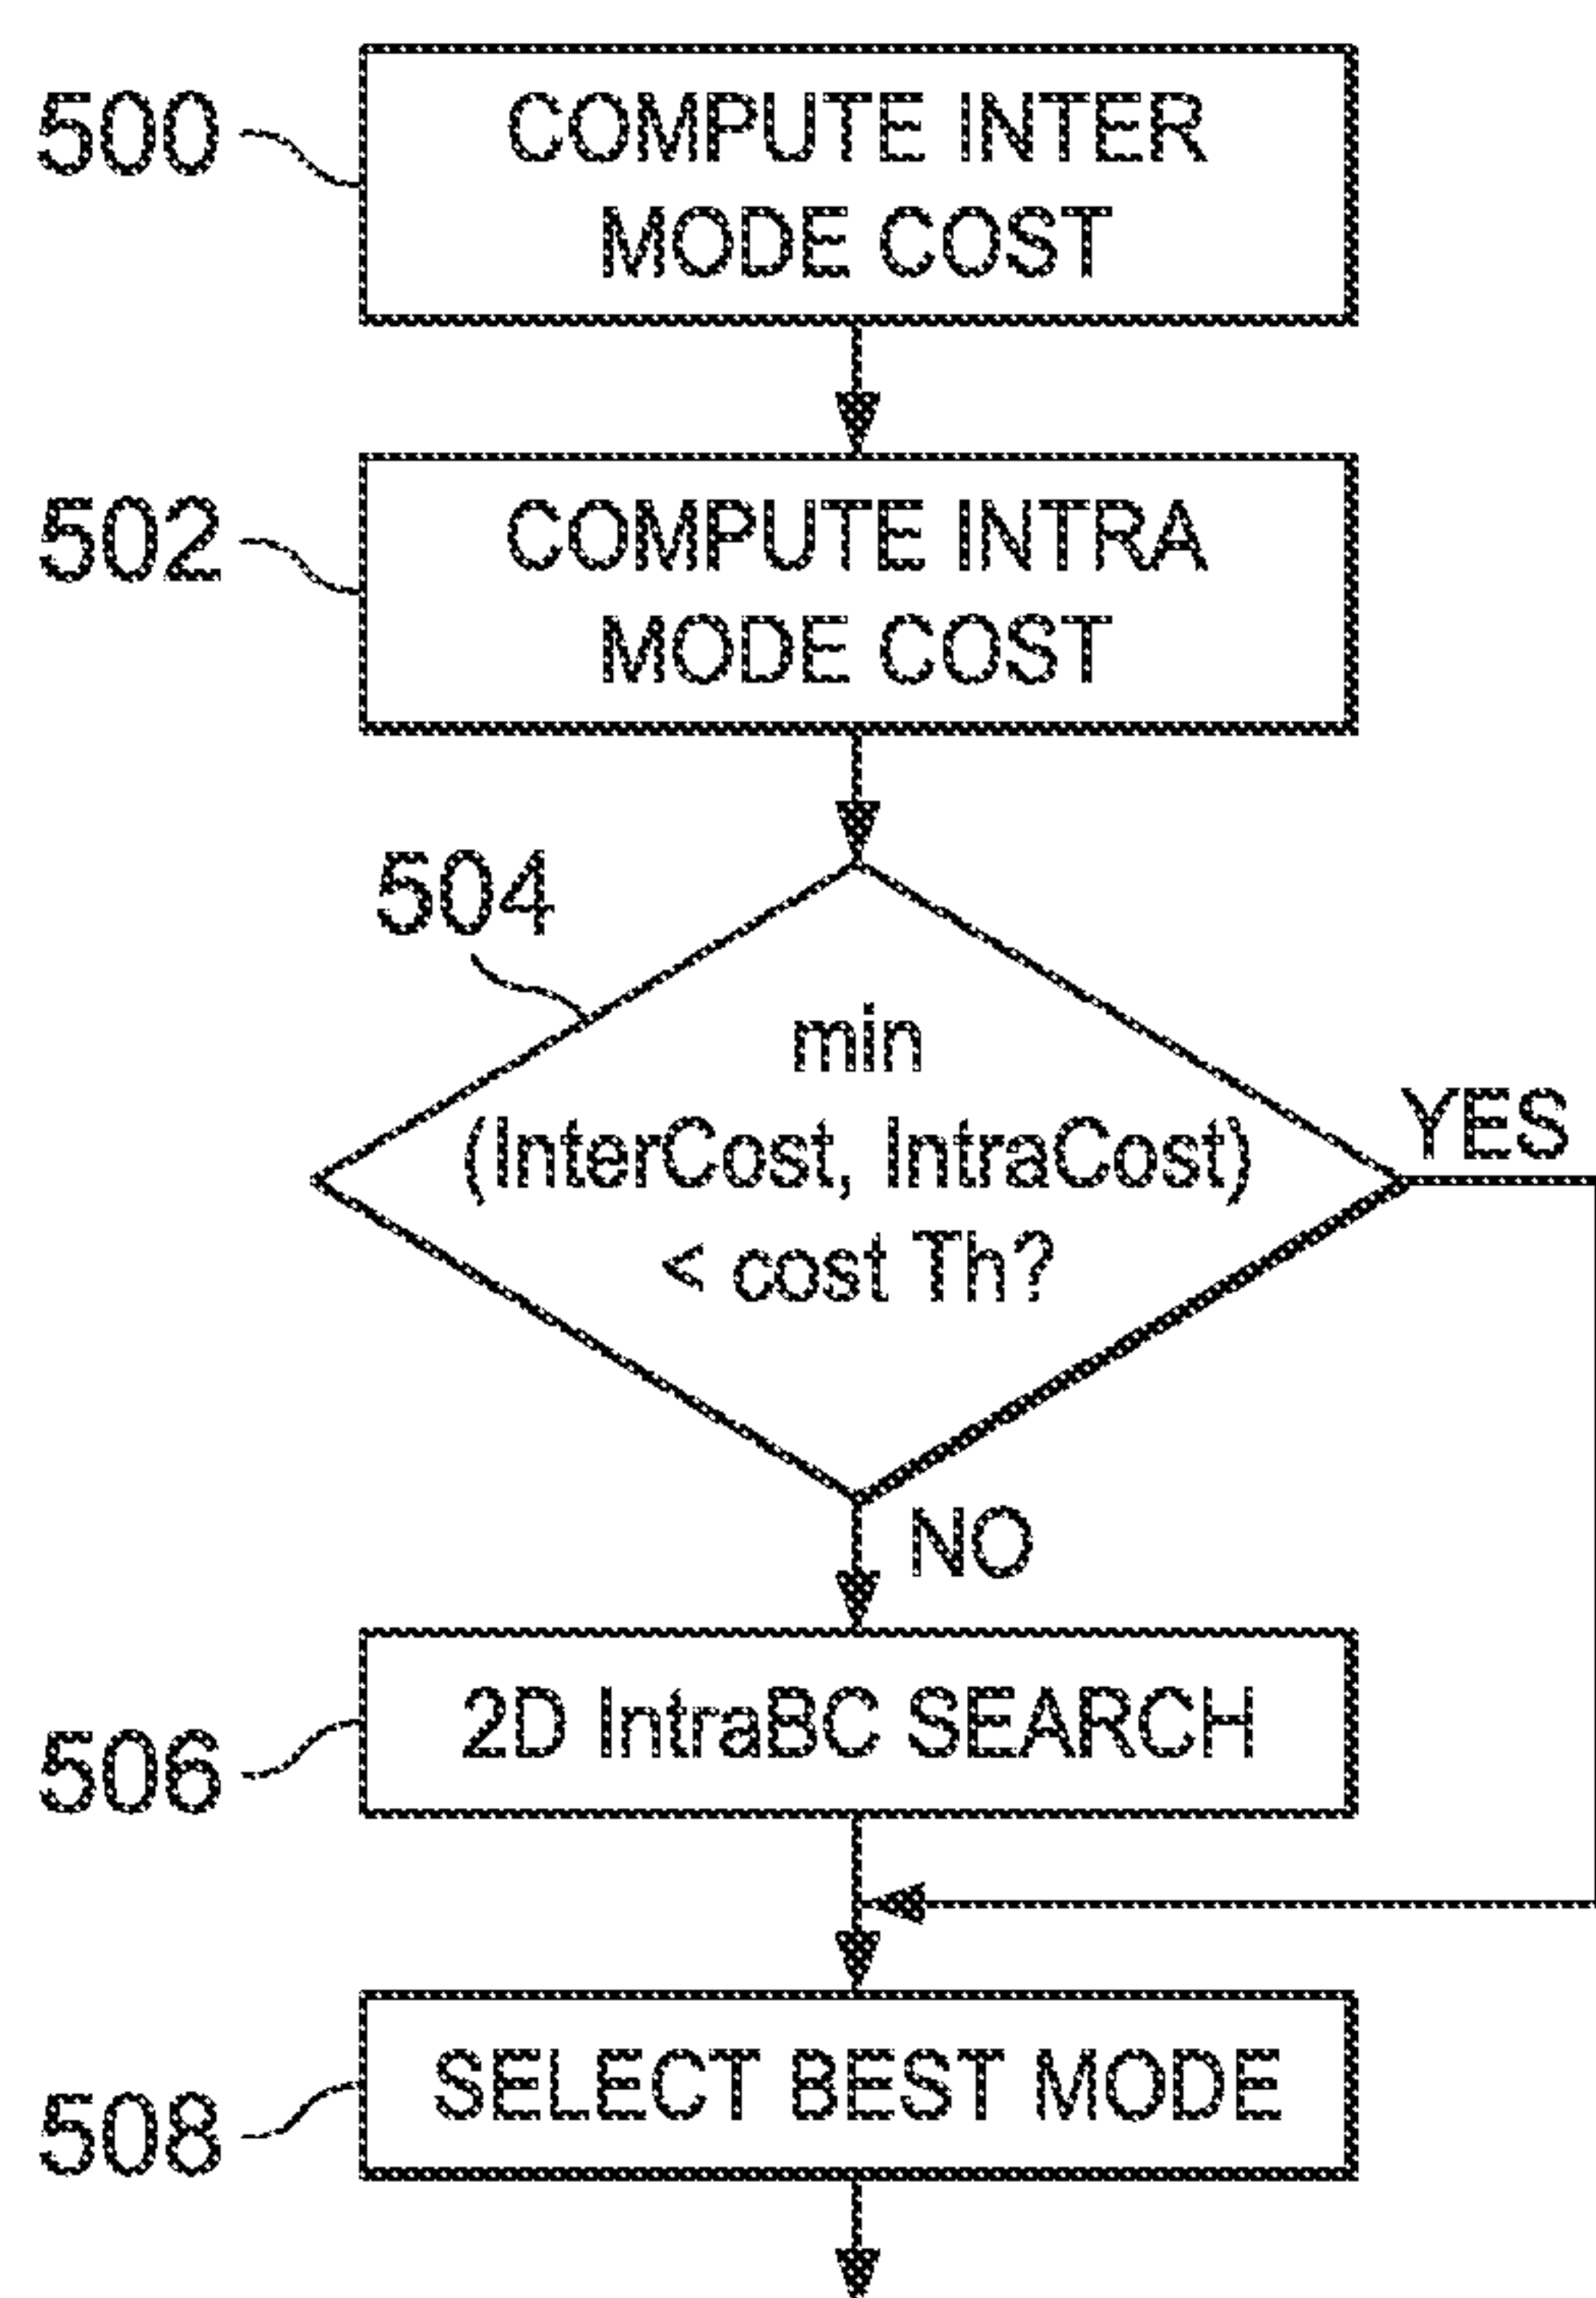 500
COMPUTE INTER
MODE COST
502
COMPUTE INTRA
MODE COST
504
min
(InterCost, IntraCost)
< cost Th?
YES
NO
506
2D IntraBC SEARCH
508
SELECT BEST MODE